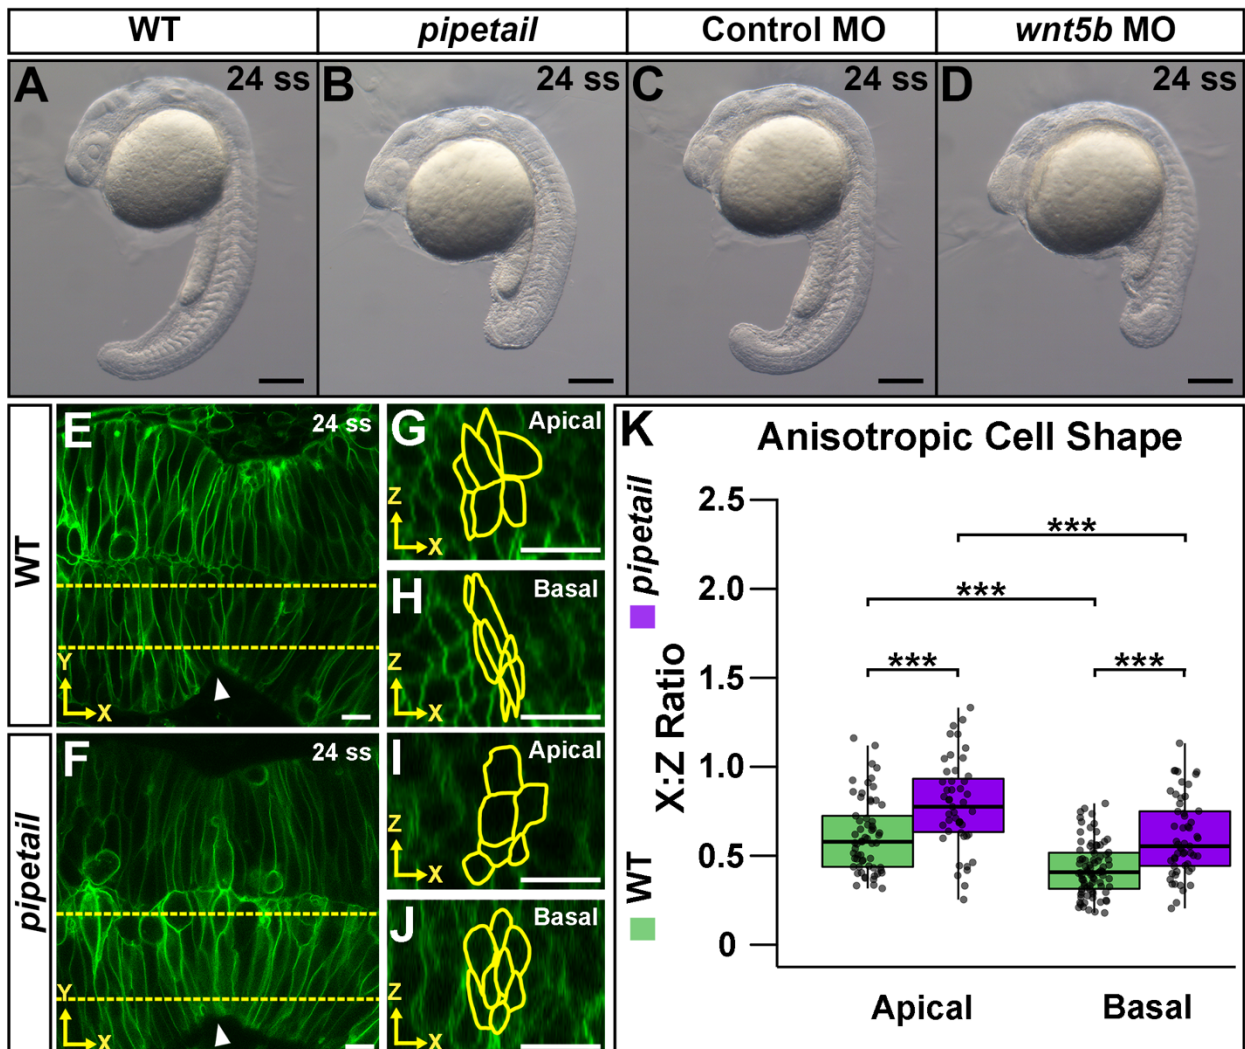 WT
pipetail
Control MO
wnt5b MO
A
24 ss
B
24 ss
C
24 ss
D
24 ss
WT
E
24 ss
Y
X
G
Apical
Z
X
H
Basal
Z
X
pipetail
F
24 ss
Y
X
I
Apical
Z
X
J
Basal
Z
X
K
Anisotropic Cell Shape
WT
pipetail
X:Z Ratio
2.5
2.0
1.5
1.0
0.5
0
***
***
***
***
Apical
Basal